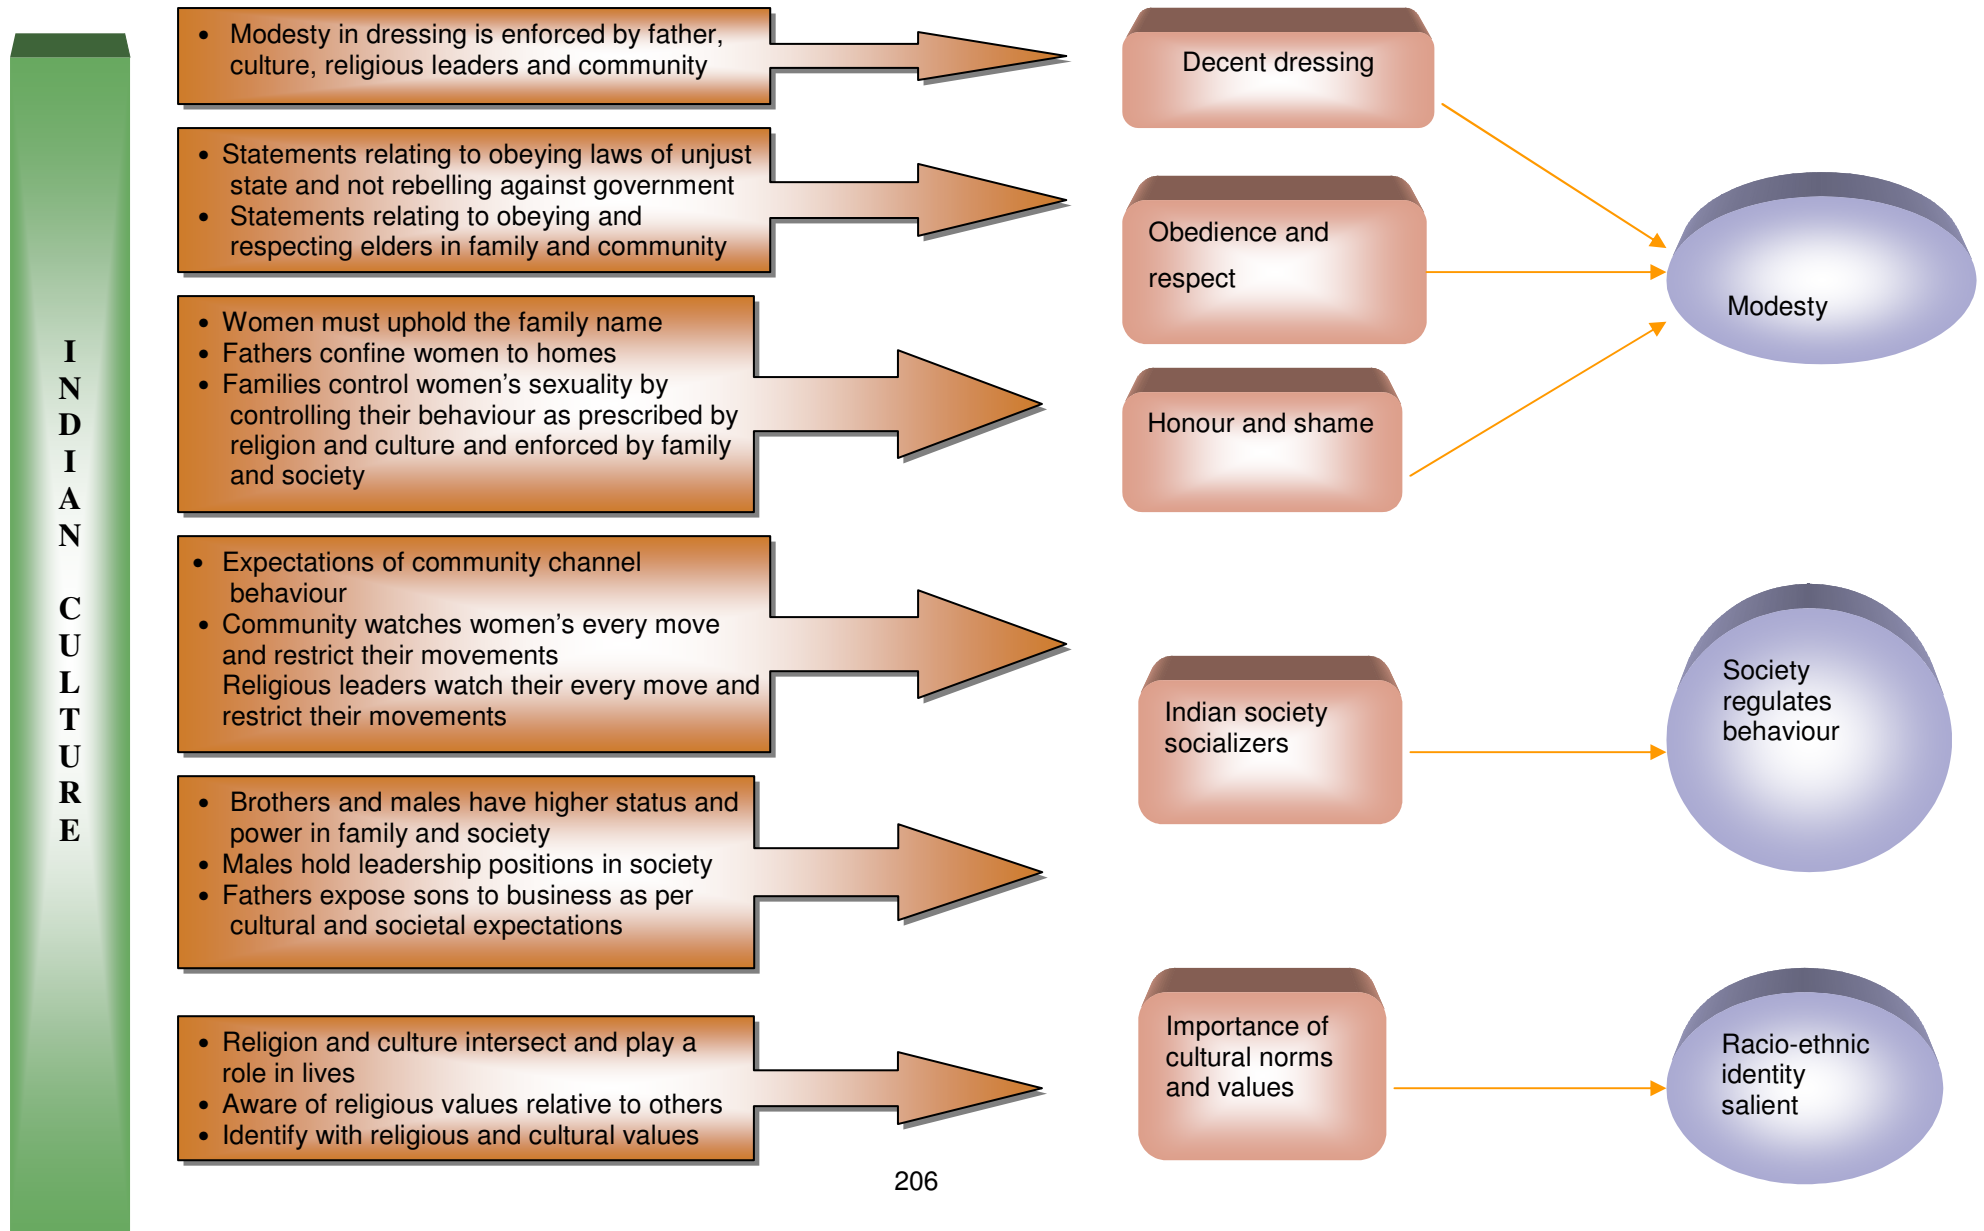 INDIAN CULTURE
• Modesty in dressing is enforced by father,
culture, religious leaders and community
Decent dressing
• Statements relating to obeying laws of unjust
state and not rebelling against government
• Statements relating to obeying and
respecting elders in family and community
Obedience and
respect
• Women must uphold the family name
• Fathers confine women to homes
• Families control women’s sexuality by
controlling their behaviour as prescribed by
religion and culture and enforced by family
and society
Honour and shame
Modesty
• Expectations of community channel
behaviour
• Community watches women’s every move
and restrict their movements
Religious leaders watch their every move and
restrict their movements
Indian society
socializers
Society
regulates
behaviour
• Brothers and males have higher status and
power in family and society
• Males hold leadership positions in society
• Fathers expose sons to business as per
cultural and societal expectations
• Religion and culture intersect and play a
role in lives
• Aware of religious values relative to others
• Identify with religious and cultural values
Importance of
cultural norms
and values
Racio-ethnic
identity
salient
206